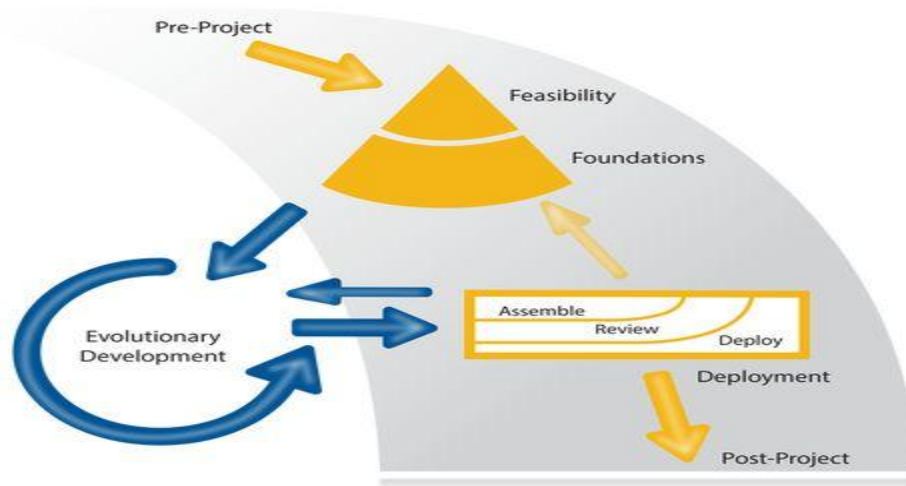 Pre-Project
Feasibility
Foundations
Evolutionary
Development
Assemble
Review
Deploy
Deployment
Post-Project